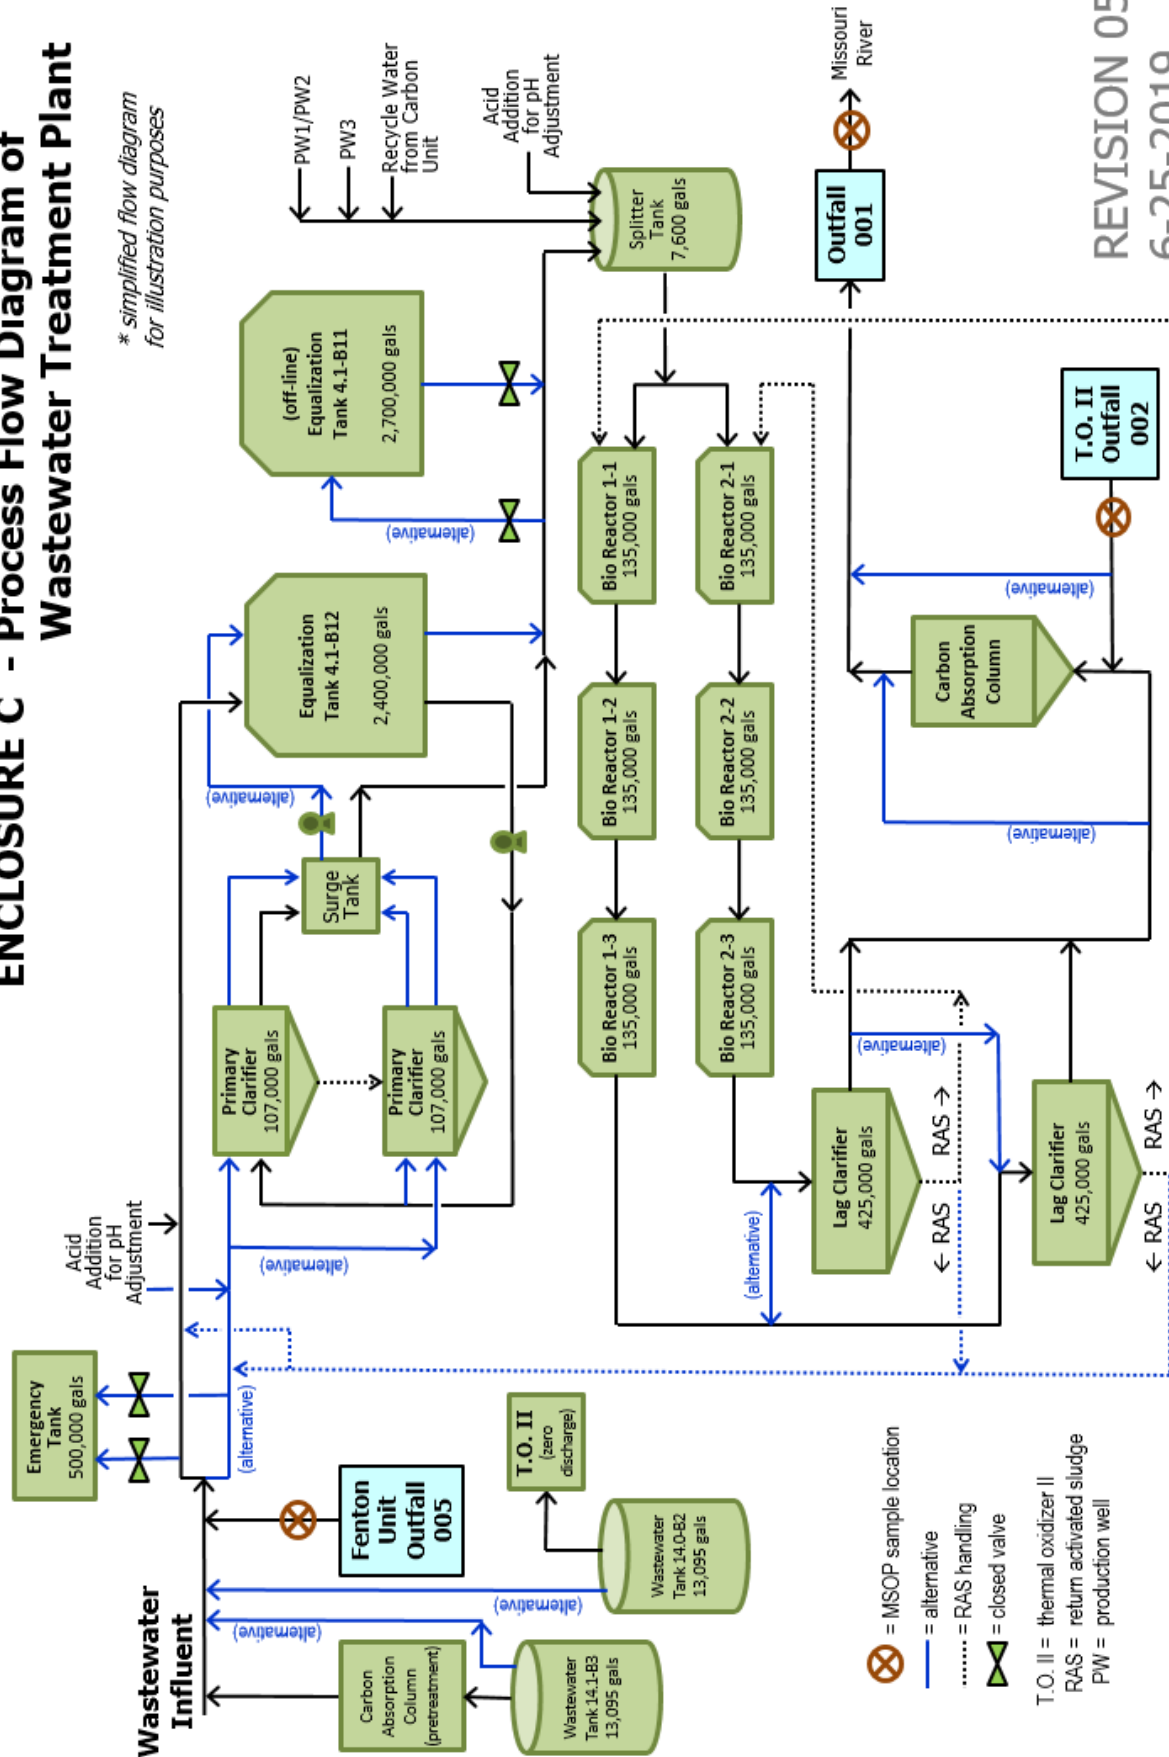 ENCLOSURE C - Process Flow Diagram of
Wastewater Treatment Plant
* simplified flow diagram
for illustration purposes
Wastewater
Influent
Emergency
Tank
500,000 gals
(alternative)
Acid
Addition
for pH
Adjustment
(alternative)
Primary
Clarifier
107,000 gals
Primary
Clarifier
107,000 gals
Surge
Tank
(alternative)
Equalization
Tank 4.1-B12
2,400,000 gals
(alternative)
(off-line)
Equalization
Tank 4.1-B11
2,700,000 gals
PW1/PW2
PW3
Recycle Water
from Carbon
Unit
Acid
Addition
for pH
Adjustment
Splitter
Tank
7,600 gals
Carbon
Absorption
Column
(pretreatment)
(alternative)
Wastewater
Tank 14.1-B3
13,095 gals
Fenton
Unit
Outfall
005
(alternative)
Wastewater
Tank 14.0-B2
13,095 gals
T.O. II
(zero
discharge)
Bio Reactor 1-3
135,000 gals
Bio Reactor 1-2
135,000 gals
Bio Reactor 1-1
135,000 gals
Bio Reactor 2-3
135,000 gals
Bio Reactor 2-2
135,000 gals
Bio Reactor 2-1
135,000 gals
(alternative)
Lag Clarifier
425,000 gals
← RAS
RAS →
(alternative)
Lag Clarifier
425,000 gals
← RAS
RAS →
(alternative)
Carbon
Absorption
Column
(alternative)
Outfall
001
Missouri
River
T.O. II
Outfall
002
= MSOP sample location
= alternative
= RAS handling
= closed valve
T.O. II = thermal oxidizer II
RAS = return activated sludge
PW = production well
REVISION 05
6-25-2019